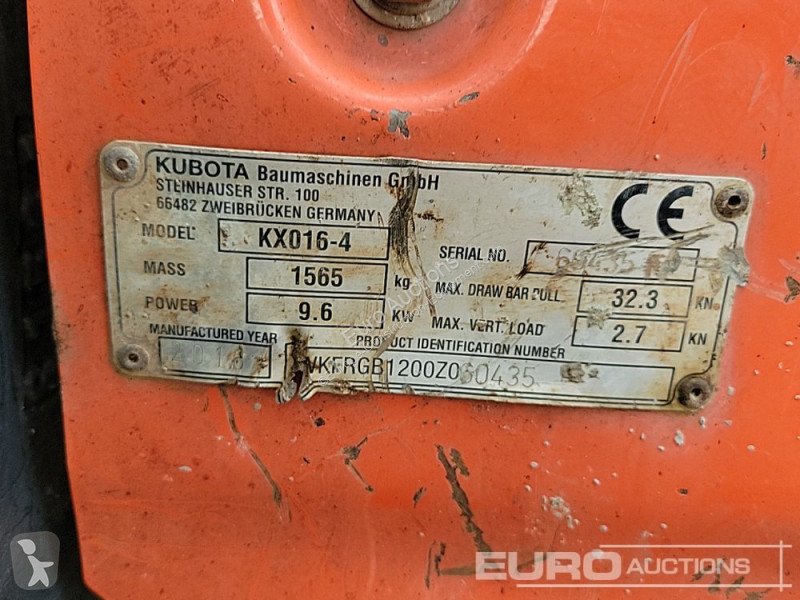 KUBOTA Baumaschinen GmbH
STEINHAUSER STR. 100
66482 ZWEIBRÜCKEN GERMANY
CE
MODEL KX016-4
SERIAL NO.
MASS 1565 kg
MAX. DRAW BAR PULL 32.3 KN
POWER 9.6 KW
MAX. VERT. LOAD 2.7 KN
MANUFACTURED YEAR
PRODUCT IDENTIFICATION NUMBER
EURO AUCTIONS